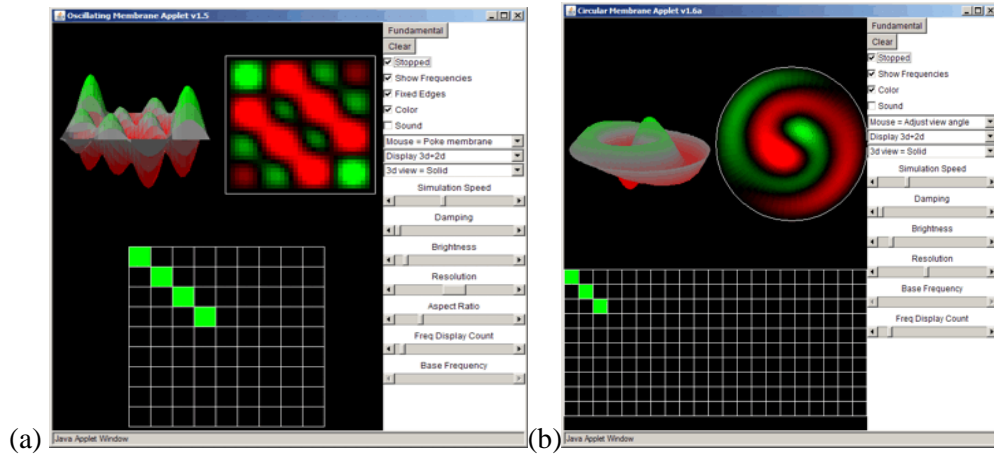 Oscillating Membrane Applet v1.5
Fundamental
Clear
Stopped
Show Frequencies
Fixed Edges
Color
Sound
Mouse = Poke membrane
Display 3d+2d
3d view = Solid
Simulation Speed
Damping
Brightness
Resolution
Aspect Ratio
Freq Display Count
Base Frequency
Java Applet Window
(a)
Circular Membrane Applet v1.6a
Fundamental
Clear
Stopped
Show Frequencies
Color
Sound
Mouse = Adjust view angle
Display 3d+2d
3d view = Solid
Simulation Speed
Damping
Brightness
Resolution
Base Frequency
Freq Display Count
Java Applet Window
(b)